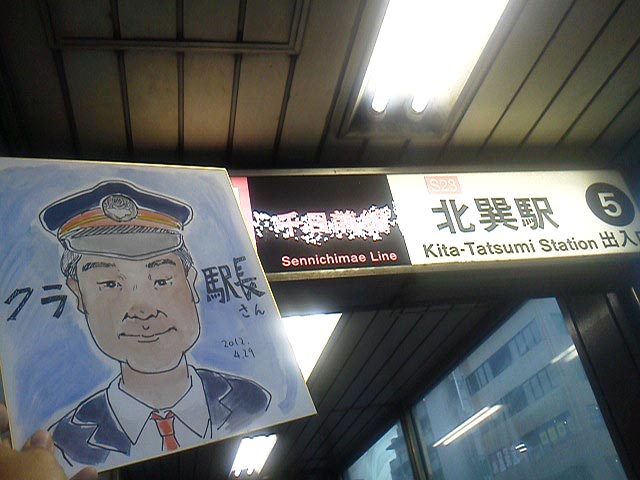 クラ
駅長
さん
2012.
4.29
Sennichimae Line
S23
北巽駅
Kita-Tatsumi Station 出入口
5